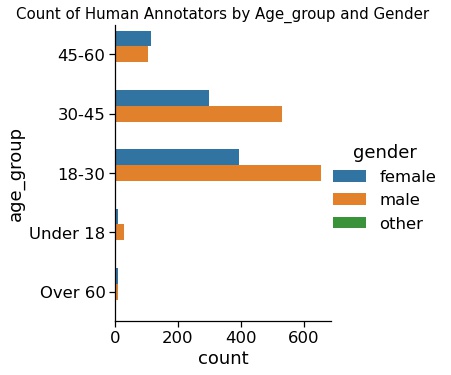 Count of Human Annotators by Age_group and Gender
age_group
45-60
30-45
18-30
Under 18
Over 60
0 200 400 600
count
gender
female
male
other